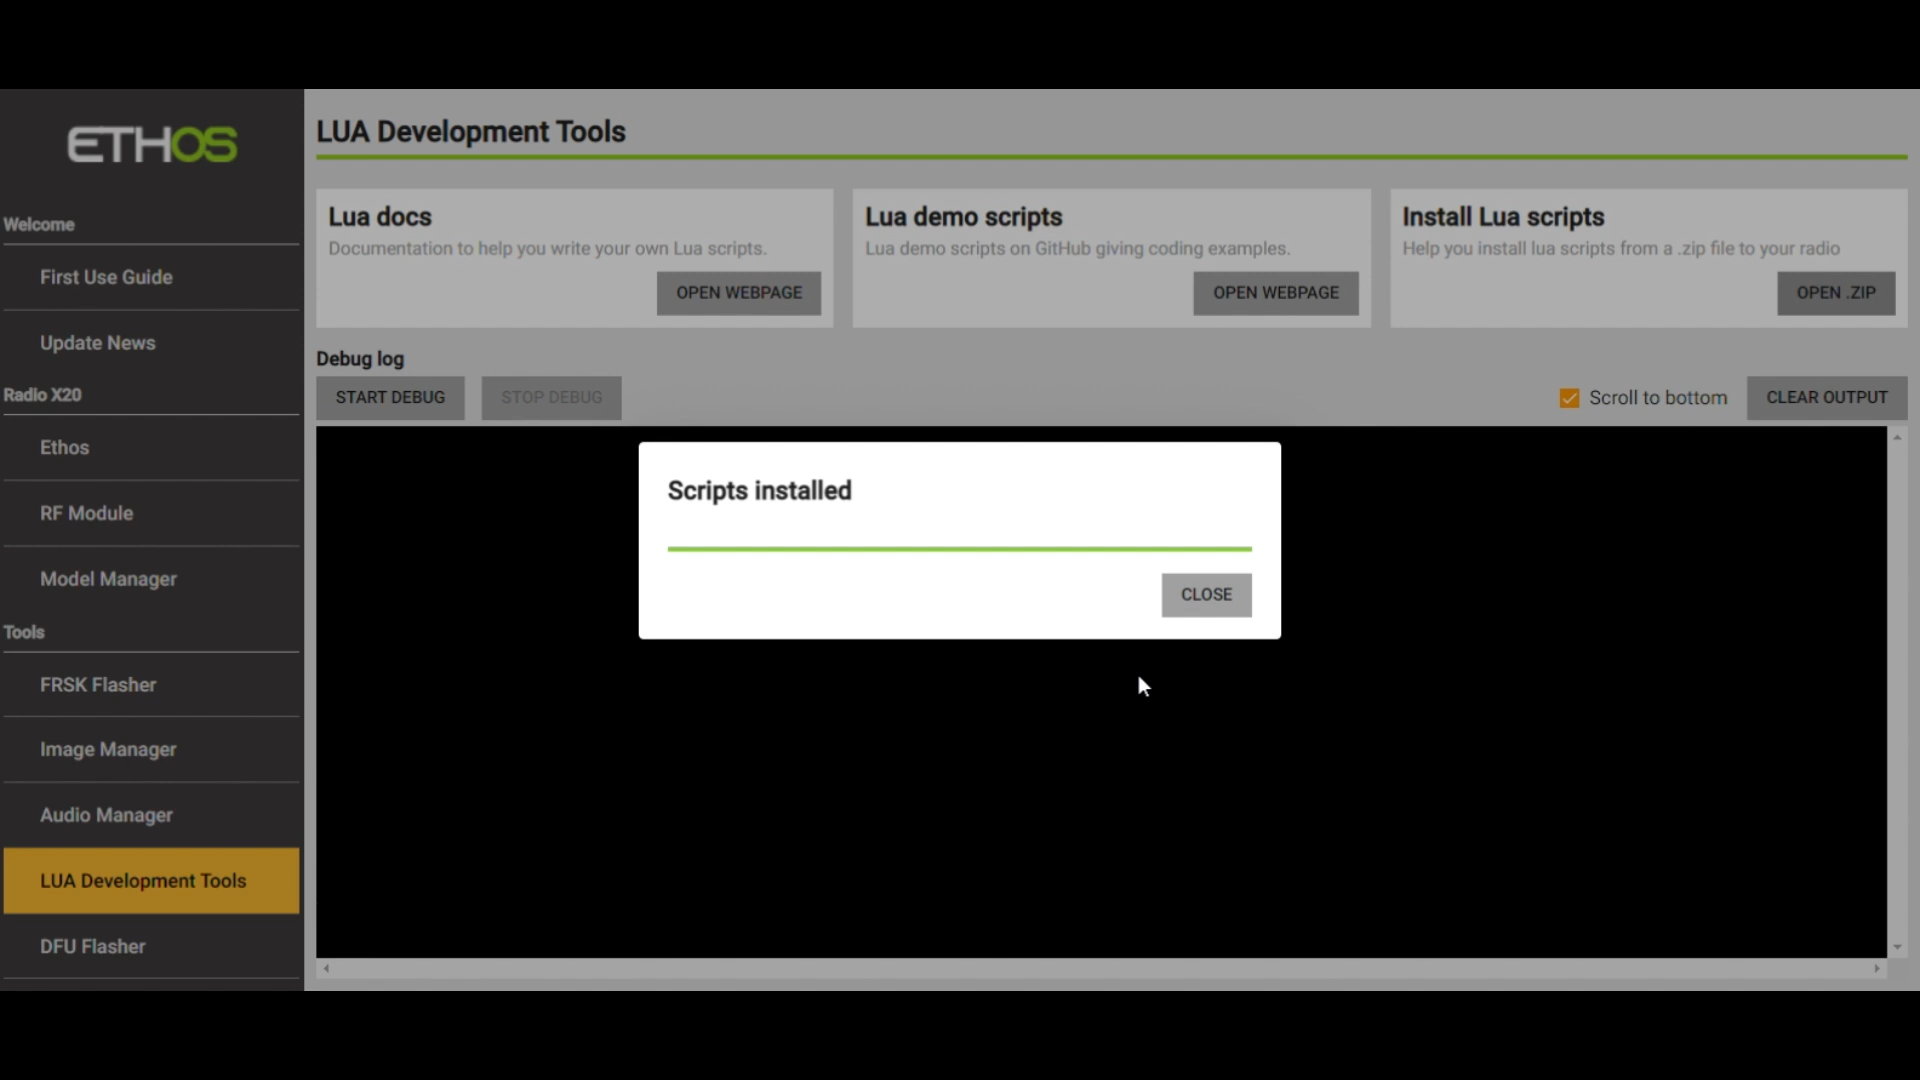 ETHOS
Welcome
First Use Guide
Update News
Radio X20
Ethos
RF Module
Model Manager
Tools
FRSK Flasher
Image Manager
Audio Manager
LUA Development Tools
DFU Flasher
LUA Development Tools
Lua docs
Documentation to help you write your own Lua scripts.
OPEN WEBPAGE
Lua demo scripts
Lua demo scripts on GitHub giving coding examples.
OPEN WEBPAGE
Install Lua scripts
Help you install lua scripts from a .zip file to your radio
OPEN .ZIP
Debug log
START DEBUG
STOP DEBUG
Scroll to bottom
CLEAR OUTPUT
Scripts installed
CLOSE